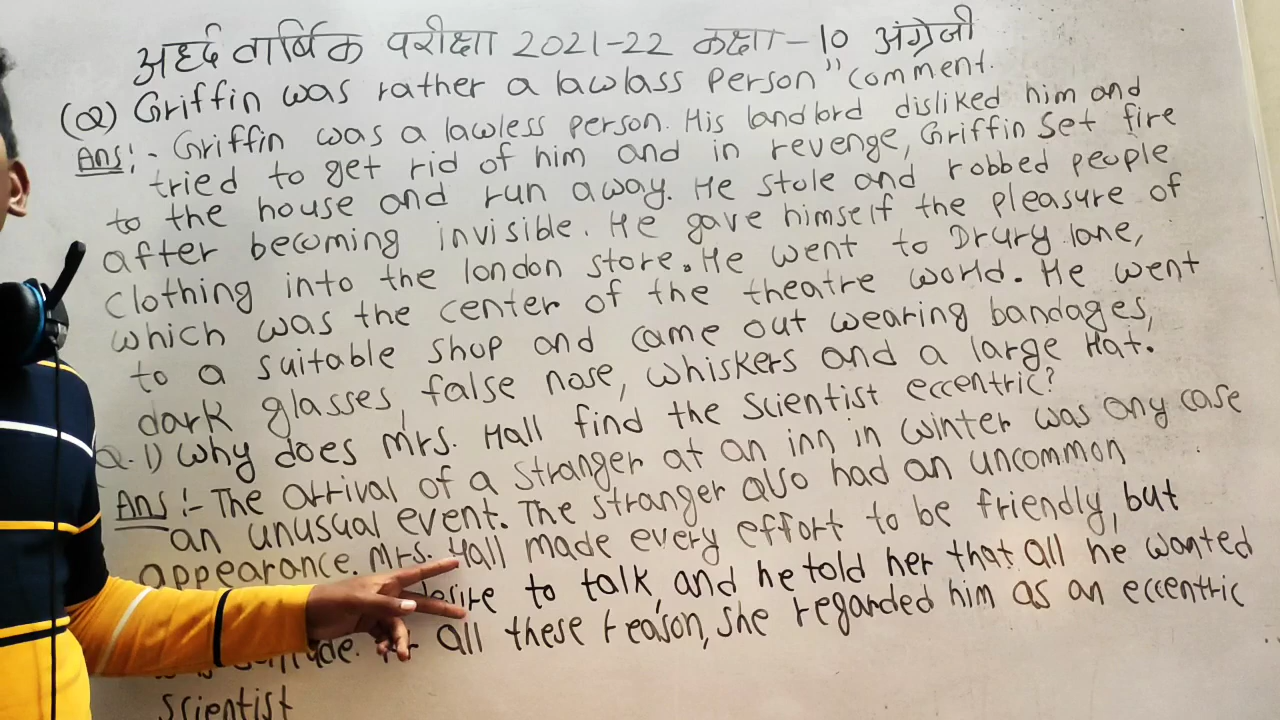 अर्ध्द वार्षिक परीक्षा 2021-22 कक्षा-10 अंग्रेजी
(Q) Griffin was rather a lawlass person" comment.
Ans:- Griffin was a lawless person. His landlord disliked him and
tried to get rid of him and in revenge, Griffin set fire
to the house and run away. He stole and robbed people
after becoming invisible. He gave himself the pleasure of
clothing into the london store. He went to Drury lane,
which was the center of the theatre world. He went
to a suitable shop and came out wearing bandages,
dark glasses, false nose, whiskers and a large Hat.
Q.1) Why does Mrs. Hall find the scientist eccentric?
Ans:- The arrival of a stranger at an inn in winter was any case
an unusual event. The stranger also had an uncommon
appearance. Mrs. Hall made every effort to be friendly, but
desire to talk, and he told her that all he wanted
all these reason, she regarded him as an eccentric
scientist